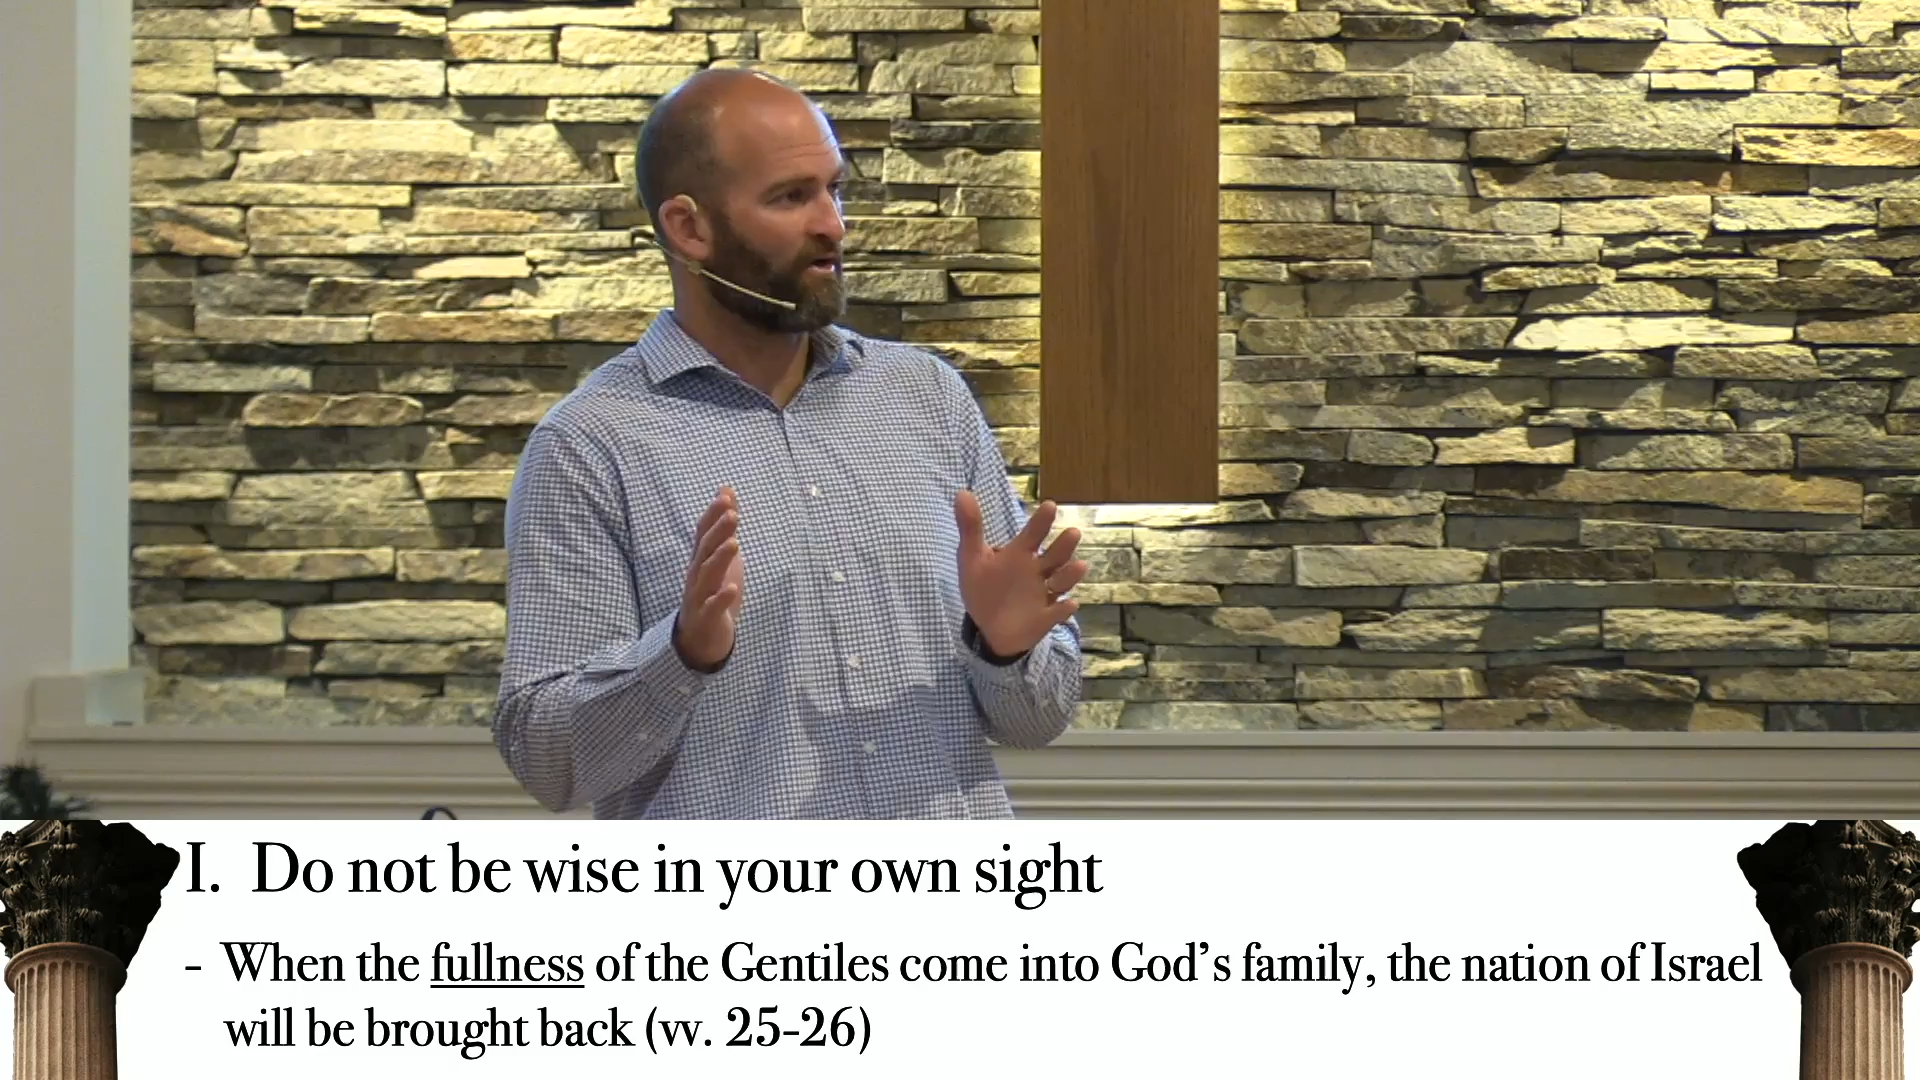 I. Do not be wise in your own sight
- When the fullness of the Gentiles come into God's family, the nation of Israel
will be brought back (vv. 25-26)